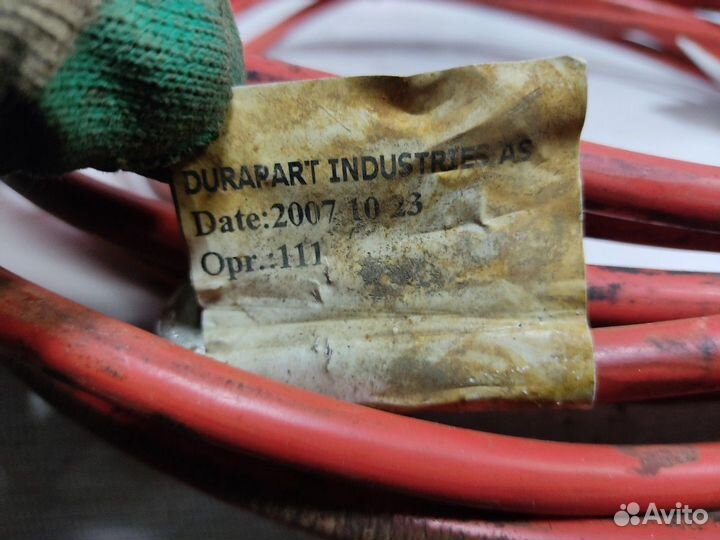 DURAPART INDUSTRIES AS
Date:2007 10 23
Opr.:111
Avito